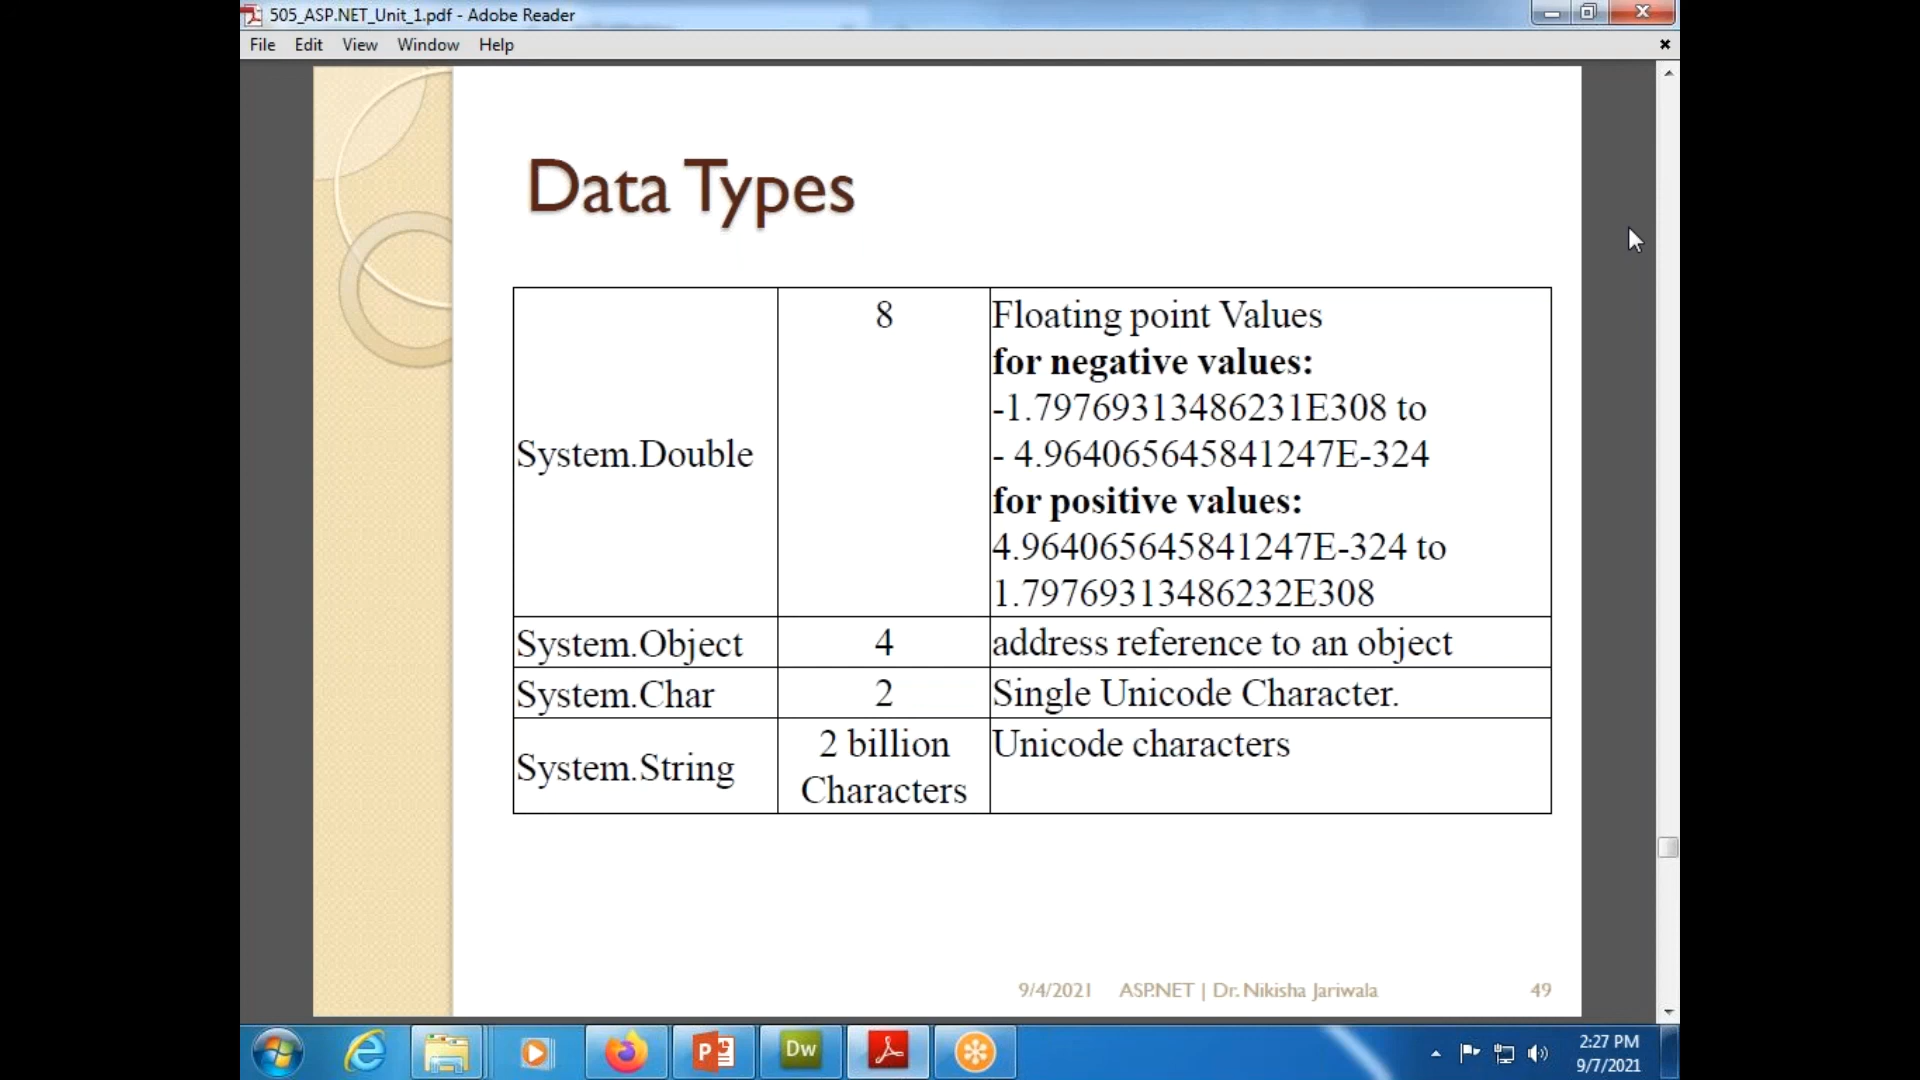 505_ASP.NET_Unit_1.pdf - Adobe Reader
File Edit View Window Help
Data Types
System.Double
8
Floating point Values
for negative values:
-1.79769313486231E308 to
- 4.964065645841247E-324
for positive values:
4.964065645841247E-324 to
1.79769313486232E308
System.Object 4 address reference to an object
System.Char 2 Single Unicode Character.
System.String
2 billion
Characters
Unicode characters
9/4/2021 ASP.NET | Dr. Nikisha Jariwala 49
Dw
2:27 PM
9/7/2021